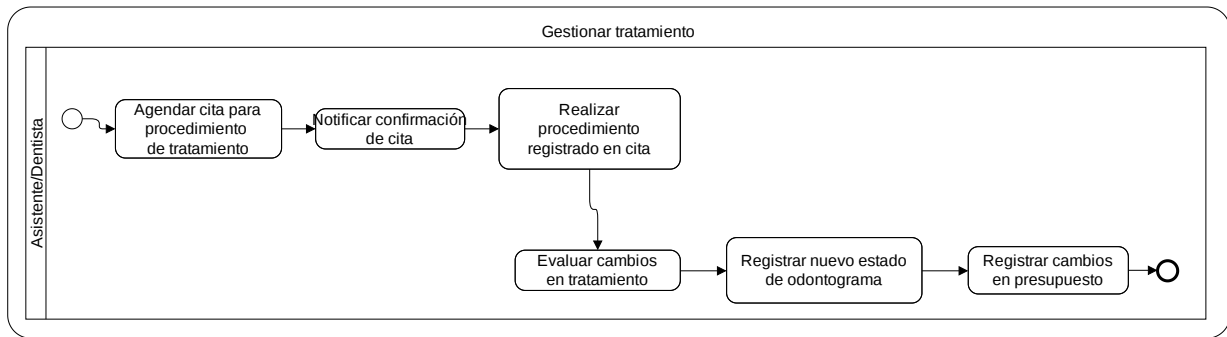 Gestionar tratamiento
Asistente/Dentista
Agendar cita para
procedimiento
de tratamiento
Notificar confirmación
de cita
Realizar
procedimiento
registrado en cita
Evaluar cambios
en tratamiento
Registrar nuevo estado
de odontograma
Registrar cambios
en presupuesto